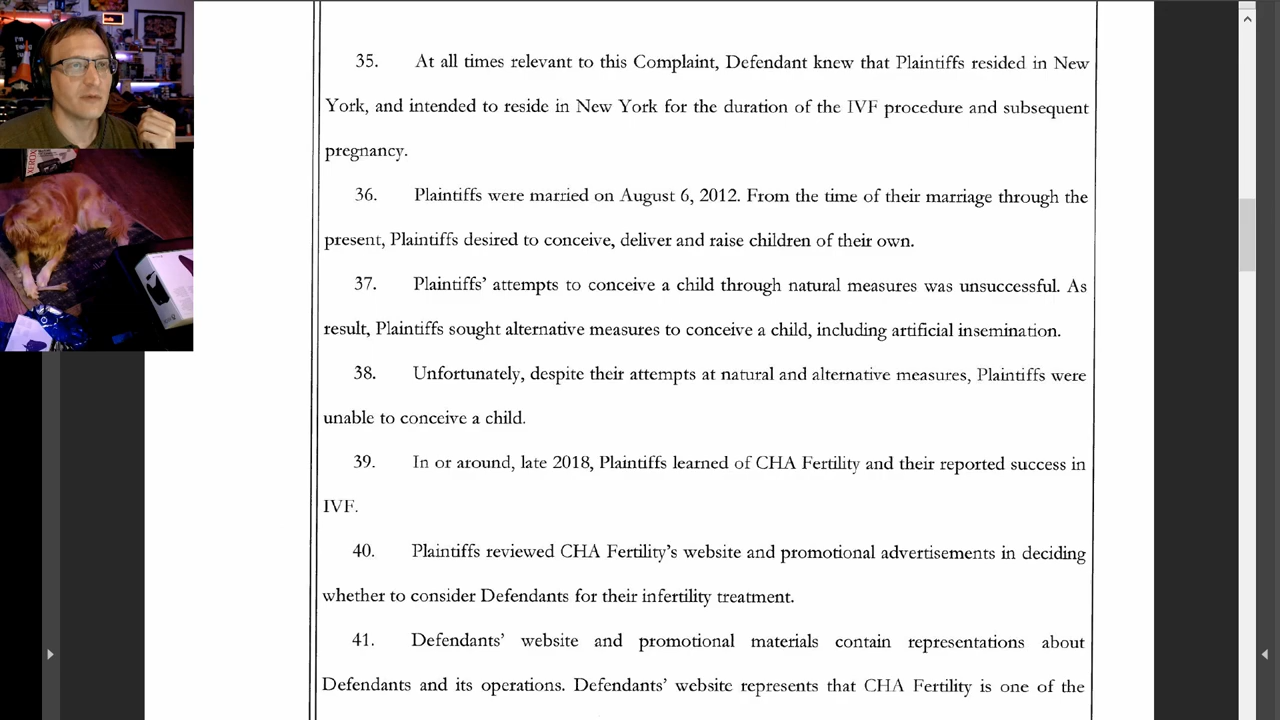 35. At all times relevant to this Complaint, Defendant knew that Plaintiffs resided in New
York, and intended to reside in New York for the duration of the IVF procedure and subsequent
pregnancy.
36. Plaintiffs were married on August 6, 2012. From the time of their marriage through the
present, Plaintiffs desired to conceive, deliver and raise children of their own.
37. Plaintiffs’ attempts to conceive a child through natural measures was unsuccessful. As
result, Plaintiffs sought alternative measures to conceive a child, including artificial insemination.
38. Unfortunately, despite their attempts at natural and alternative measures, Plaintiffs were
unable to conceive a child.
39. In or around, late 2018, Plaintiffs learned of CHA Fertility and their reported success in
IVF.
40. Plaintiffs reviewed CHA Fertility’s website and promotional advertisements in deciding
whether to consider Defendants for their infertility treatment.
41. Defendants’ website and promotional materials contain representations about
Defendants and its operations. Defendants’ website represents that CHA Fertility is one of the